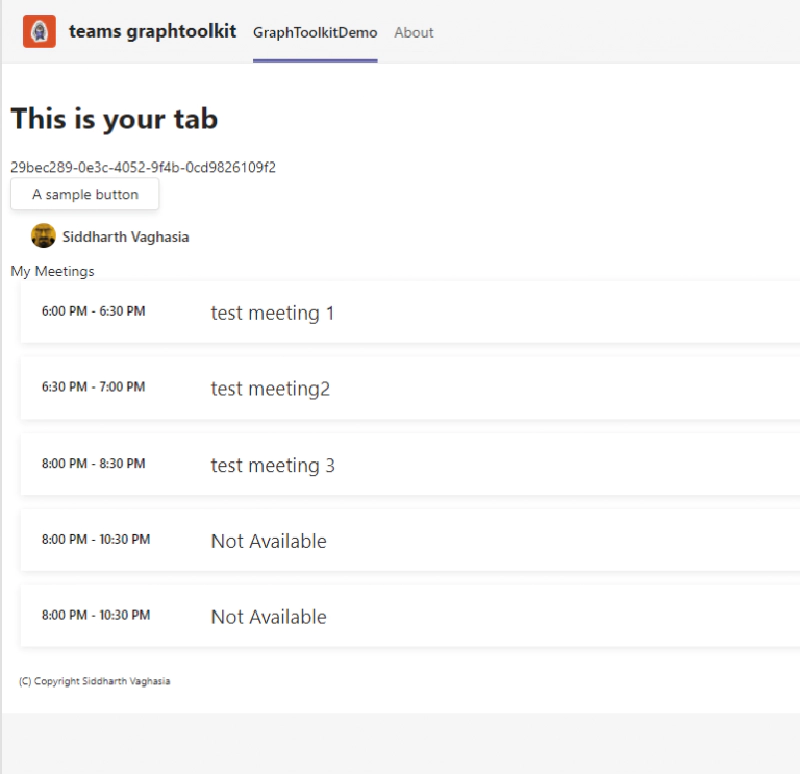 teams graphtoolkit GraphToolkitDemo About
This is your tab
29bec289-0e3c-4052-9f4b-0cd9826109f2
A sample button
Siddharth Vaghasia
My Meetings
6:00 PM - 6:30 PM test meeting 1
6:30 PM - 7:00 PM test meeting2
8:00 PM - 8:30 PM test meeting 3
8:00 PM - 10:30 PM Not Available
8:00 PM - 10:30 PM Not Available
(C) Copyright Siddharth Vaghasia